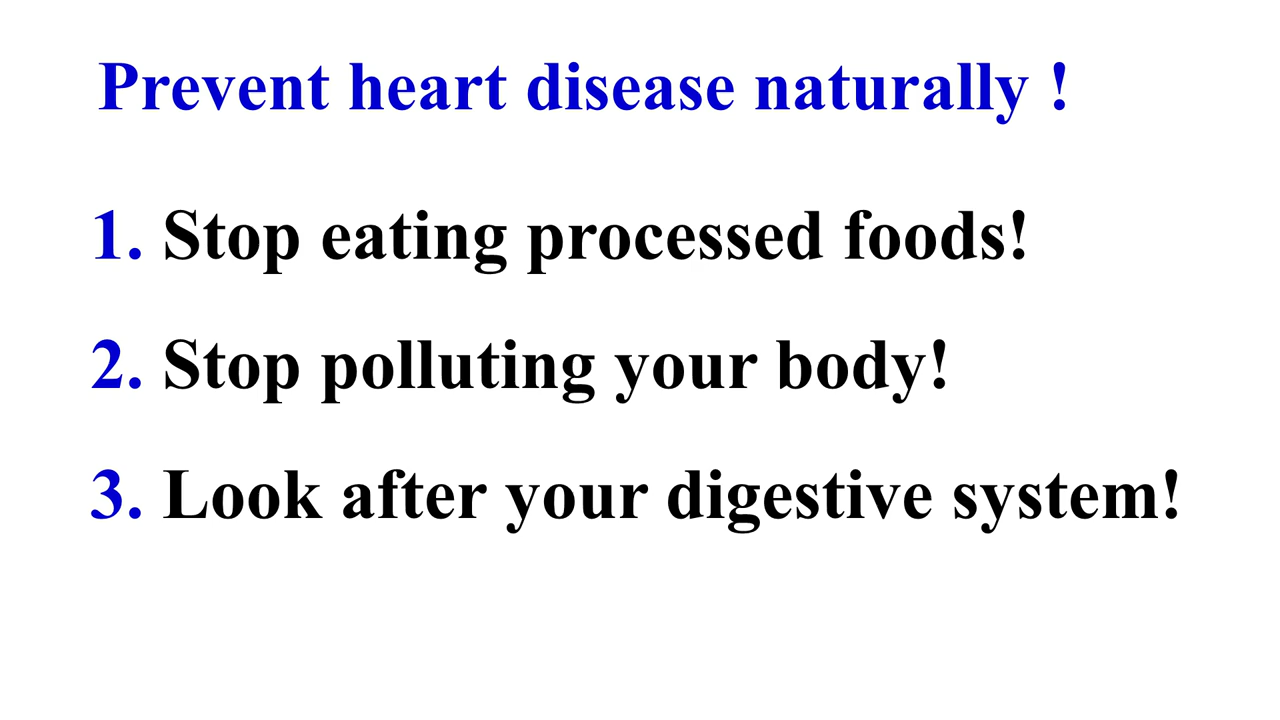 Prevent heart disease naturally !
1. Stop eating processed foods!
2. Stop polluting your body!
3. Look after your digestive system!